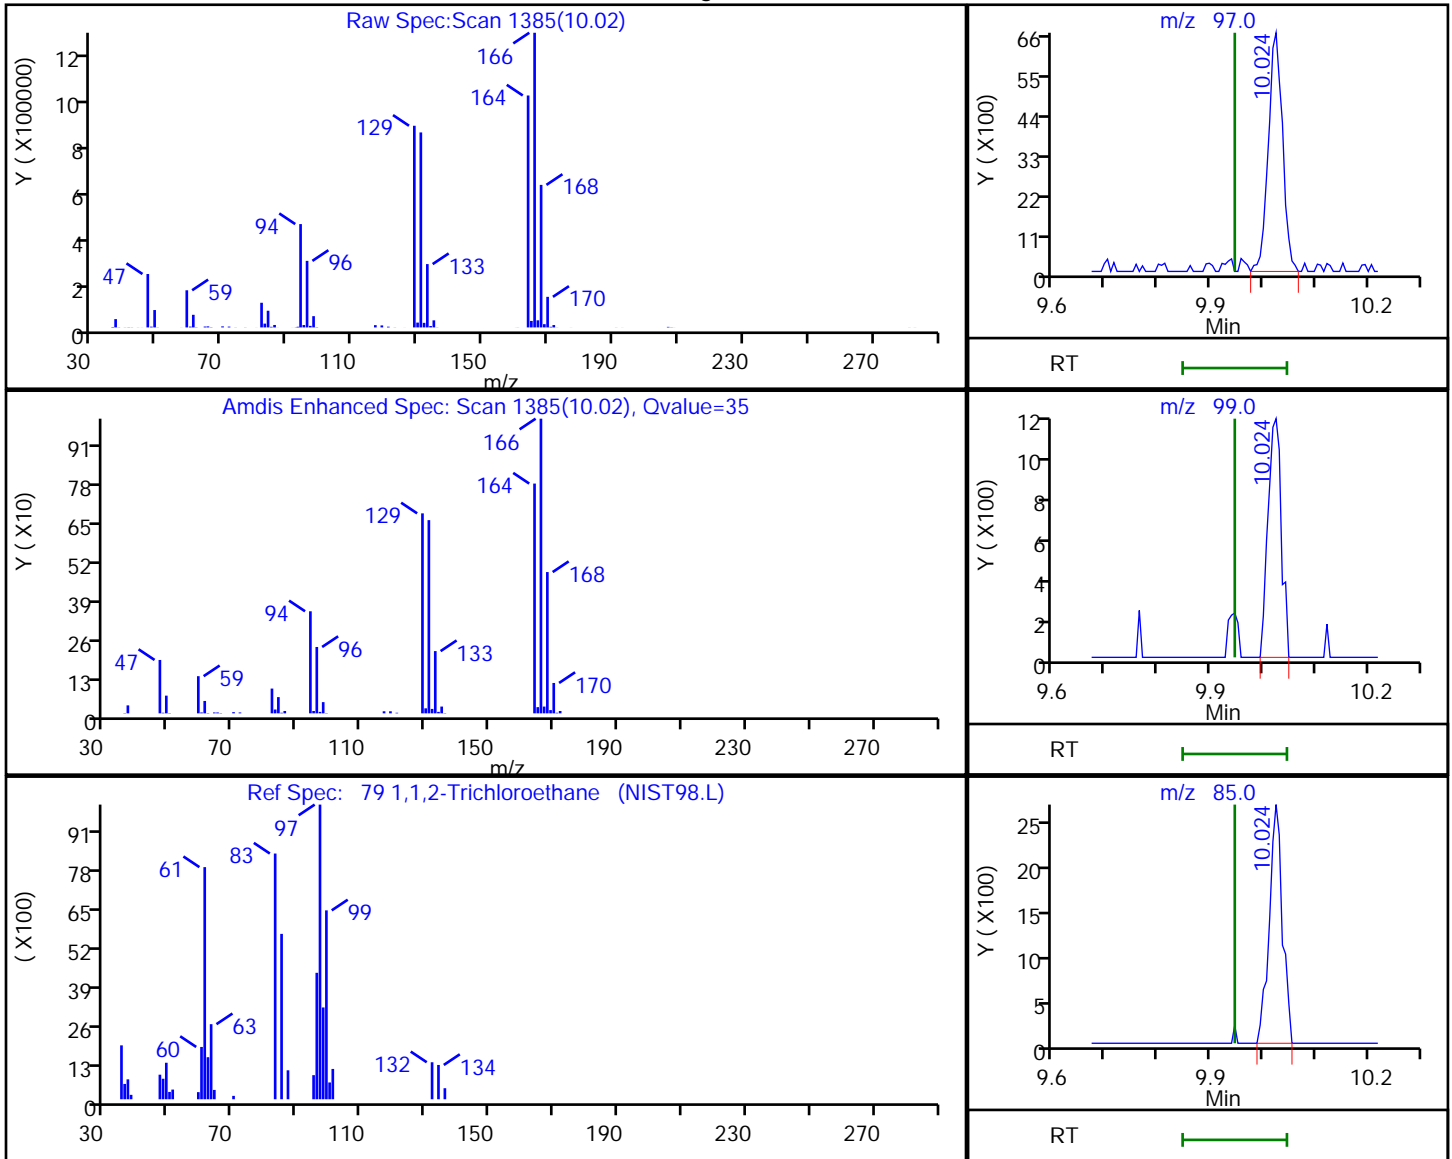 Raw Spec:Scan 1385(10.02)
Y ( X100000)
12
10
8
6
4
2
0
166
164
129
168
94
96
133
47
59
170
30 70 110 150 190 230 270
m/z
m/z 97.0
Y ( X100)
66
55
44
33
22
11
0
10.024
9.6 9.9 10.2
Min
RT
Amdis Enhanced Spec: Scan 1385(10.02), Qvalue=35
Y ( X10)
91
78
65
52
39
26
13
0
166
164
129
168
94
96
133
47
59
170
30 70 110 150 190 230 270
m/z
m/z 99.0
Y ( X100)
12
10
8
6
4
2
0
10.024
9.6 9.9 10.2
Min
RT
Ref Spec: 79 1,1,2-Trichloroethane (NIST98.L)
( X100)
91
78
65
52
39
26
13
0
97
83
61
99
63
60
132
134
30 70 110 150 190 230 270
m/z 85.0
Y ( X100)
25
20
15
10
5
0
10.024
9.6 9.9 10.2
Min
RT